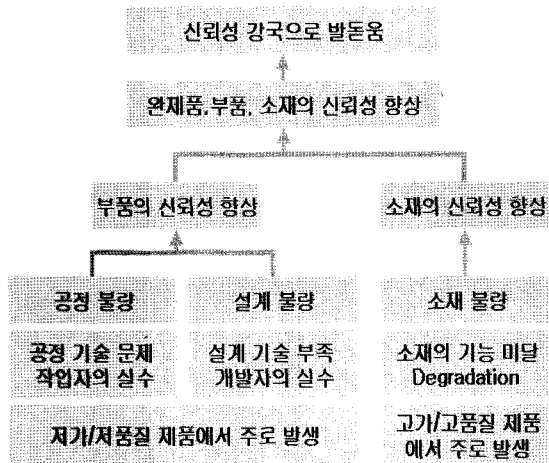 신뢰성 강국으로 발돋움
완제품,부품, 소재의 신뢰성 향상
부품의 신뢰성 향상
소재의 신뢰성 향상
공정 불량
설계 불량
소재 불량
공정 기술 문제
작업자의 실수
설계 기술 부족
개발자의 실수
소재의 기능 미달
Degradation
저가/저품질 제품에서 주로 발생
고가/고품질 제품
에서 주로 발생